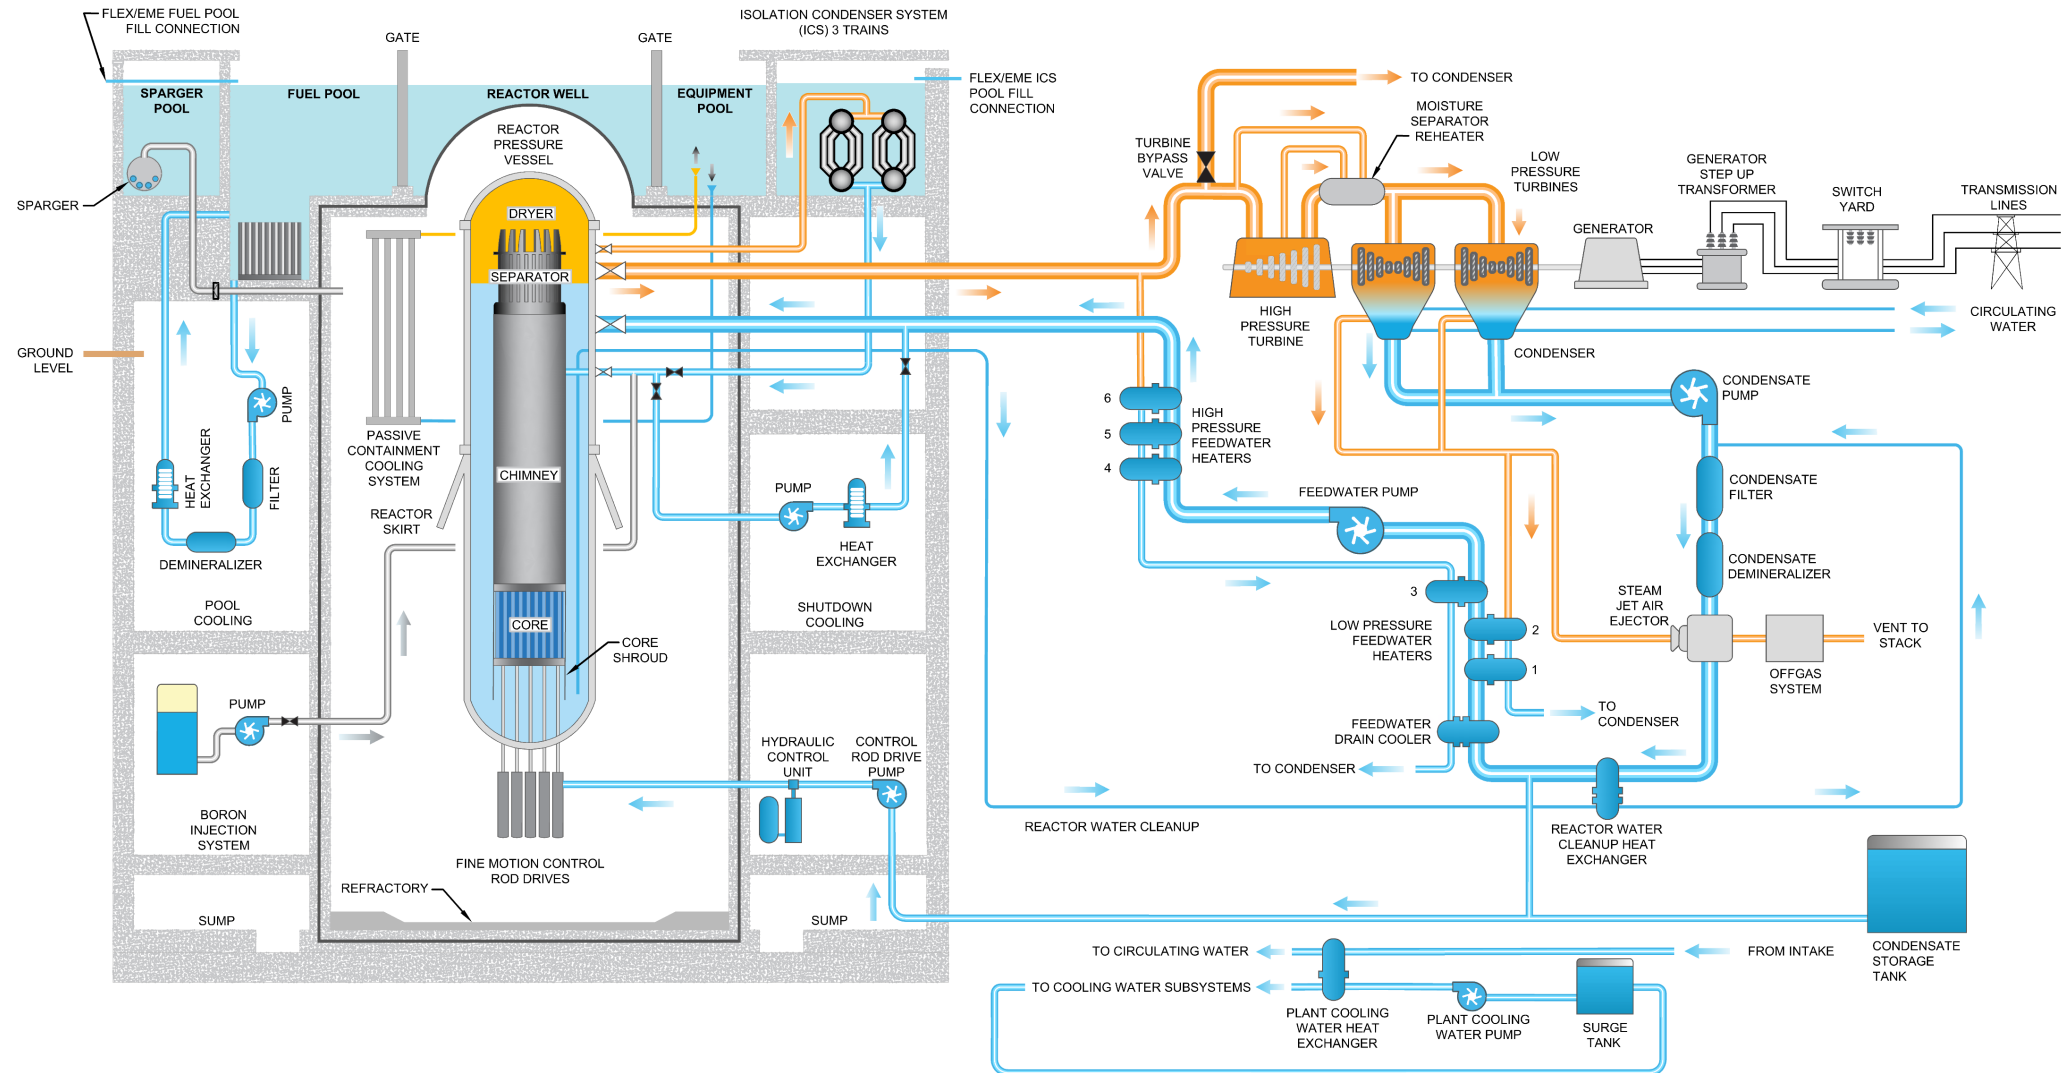 FLEX/EME FUEL POOL
FILL CONNECTION
GATE
GATE
ISOLATION CONDENSER SYSTEM
(ICS) 3 TRAINS
SPARGER
POOL
FUEL POOL
REACTOR WELL
EQUIPMENT
POOL
FLEX/EME ICS
POOL FILL
CONNECTION
REACTOR
PRESSURE
VESSEL
SPARGER
DRYER
SEPARATOR
GROUND
LEVEL
PUMP
HEAT
EXCHANGER
FILTER
DEMINERALIZER
POOL
COOLING
PASSIVE
CONTAINMENT
COOLING
SYSTEM
REACTOR
SKIRT
CHIMNEY
CORE
CORE
SHROUD
PUMP
HEAT
EXCHANGER
SHUTDOWN
COOLING
PUMP
BORON
INJECTION
SYSTEM
HYDRAULIC
CONTROL
UNIT
CONTROL
ROD DRIVE
PUMP
FINE MOTION CONTROL
ROD DRIVES
REFRACTORY
SUMP
SUMP
TO CONDENSER
TURBINE
BYPASS
VALVE
MOISTURE
SEPARATOR
REHEATER
LOW
PRESSURE
TURBINES
GENERATOR
STEP UP
TRANSFORMER
SWITCH
YARD
TRANSMISSION
LINES
GENERATOR
HIGH
PRESSURE
TURBINE
CIRCULATING
WATER
CONDENSER
CONDENSATE
PUMP
6
5
4
HIGH
PRESSURE
FEEDWATER
HEATERS
FEEDWATER PUMP
CONDENSATE
FILTER
CONDENSATE
DEMINERALIZER
3
2
1
LOW PRESSURE
FEEDWATER
HEATERS
STEAM
JET AIR
EJECTOR
VENT TO
STACK
OFFGAS
SYSTEM
TO
CONDENSER
FEEDWATER
DRAIN COOLER
TO CONDENSER
REACTOR WATER CLEANUP
REACTOR WATER
CLEANUP HEAT
EXCHANGER
CONDENSATE
STORAGE
TANK
TO CIRCULATING WATER
FROM INTAKE
TO COOLING WATER SUBSYSTEMS
PLANT COOLING
WATER HEAT
EXCHANGER
PLANT COOLING
WATER PUMP
SURGE
TANK